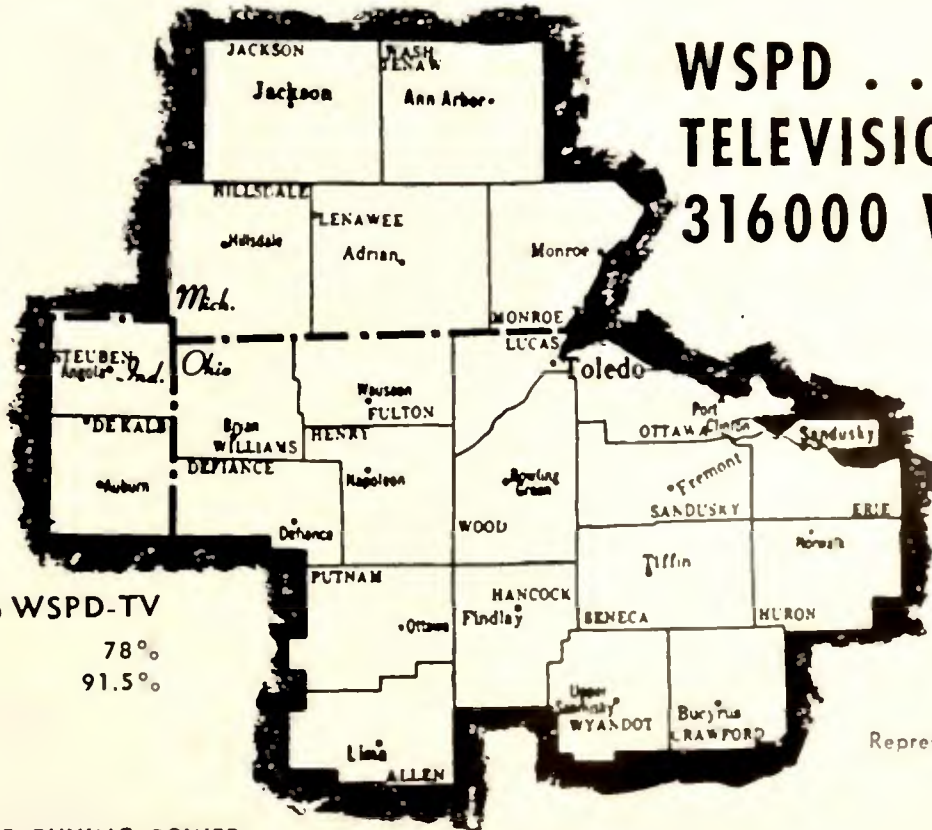 WSPD . .
TELEVISIO
316000
JACKSON
WASH
TENAW
Jackson
Ann Arbor
HILLSDALE
LENAWEE
Hillsdale
Adrian
Monroe
Mich.
MONROE
LUCAS
STEUBEN
Angola
Ind.
Ohio
Toledo
Wauseon
FULTON
Port
Clinton
OTTAWA
Sandusky
DE KALB
Bryan
WILLIAMS
HENRY
DEFIANCE
Auburn
Napoleon
Bowling
Green
Fremont
SANDUSKY
ERIE
Defiance
WOOD
Norwalk
Tiffin
PUTNAM
HANCOCK
Findlay
SENECA
HURON
WSPD-TV
78%
91.5%
Ottawa
Upper
Sandusky
WYANDOT
Bucyrus
CRAWFORD
Repre
Lima
ALLEN